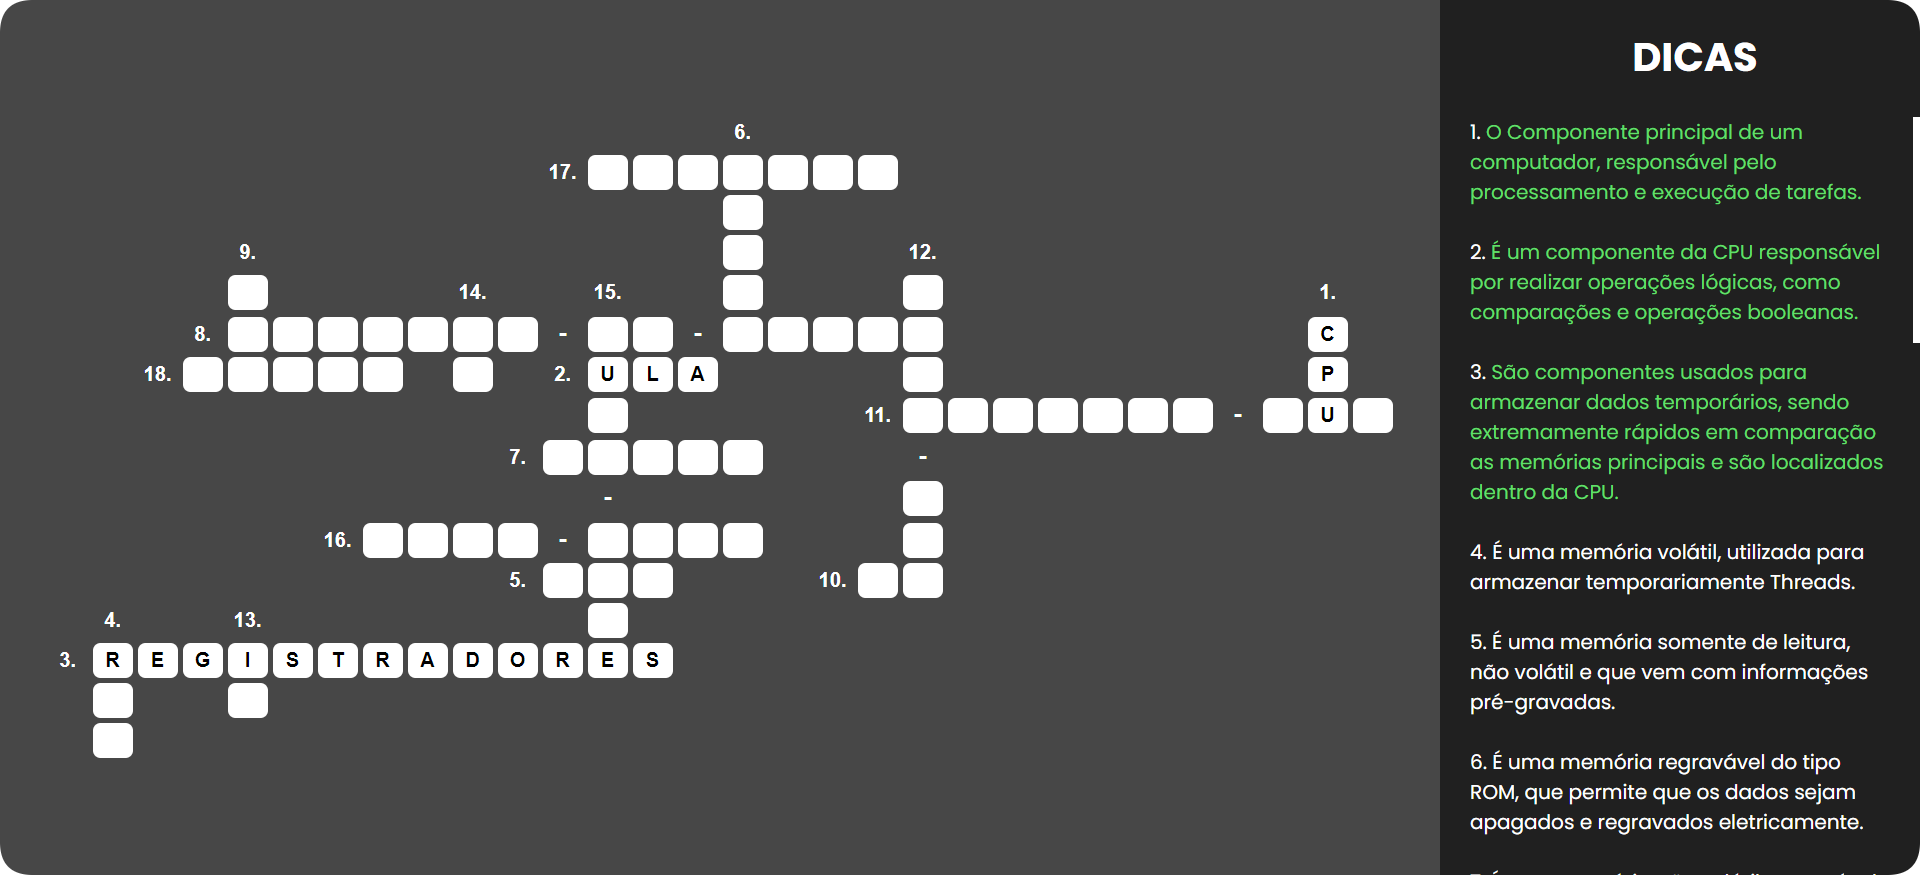 6.
17.
9.
12.
14.
15.
1.
8.
-
-
C
18.
2.
U L A
P
11.
-
U
7.
-
-
16.
-
5.
10.
4.
13.
3.
R E G I S T R A D O R E S
DICAS
1. O Componente principal de um
computador, responsável pelo
processamento e execução de tarefas.
2. É um componente da CPU responsável
por realizar operações lógicas, como
comparações e operações booleanas.
3. São componentes usados para
armazenar dados temporários, sendo
extremamente rápidos em comparação
as memórias principais e são localizados
dentro da CPU.
4. É uma memória volátil, utilizada para
armazenar temporariamente Threads.
5. É uma memória somente de leitura,
não volátil e que vem com informações
pré-gravadas.
6. É uma memória regravável do tipo
ROM, que permite que os dados sejam
apagados e regravados eletricamente.